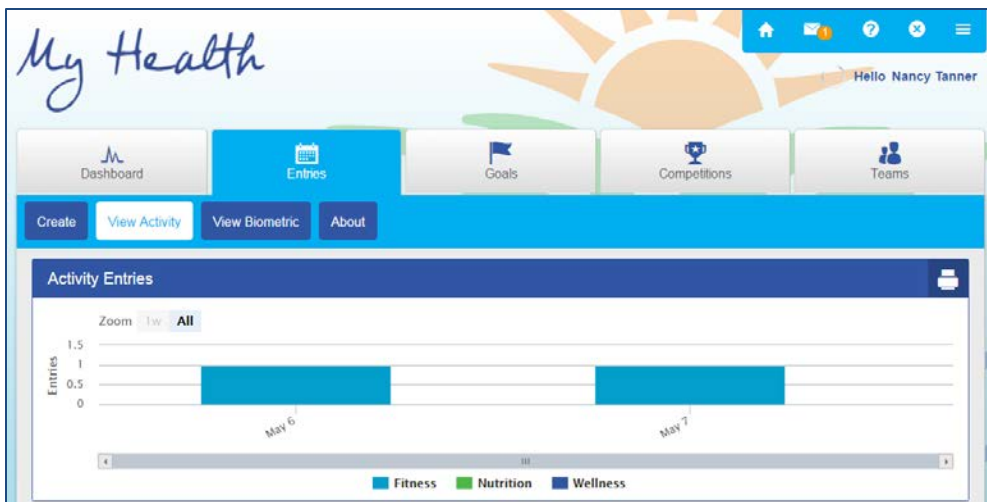 My Health
1
Hello Nancy Tanner
Dashboard
Entries
Goals
Competitions
Teams
Create
View Activity
View Biometric
About
Activity Entries
Zoom 1w All
Entries
1.5
1
0.5
0
May 6
May 7
Fitness Nutrition Wellness